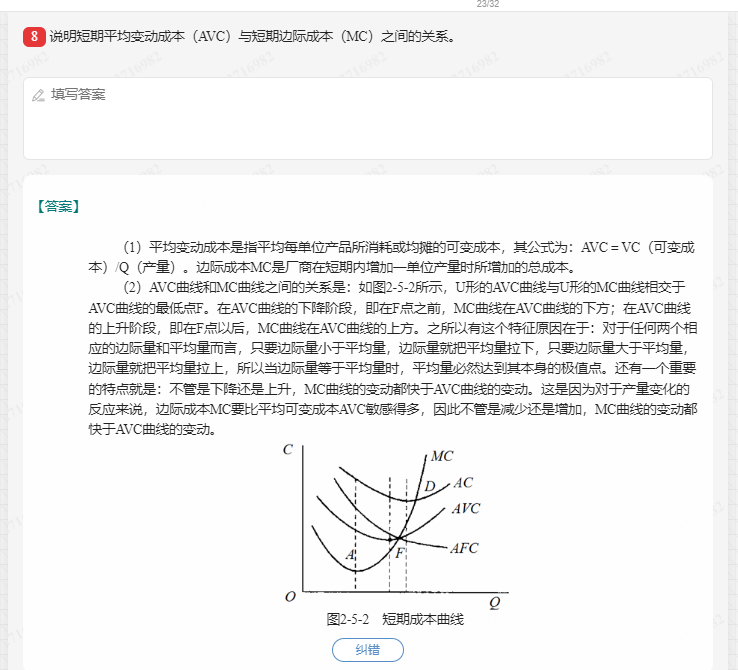 23/32
8 说明短期平均变动成本（AVC）与短期边际成本（MC）之间的关系。
填写答案
【答案】
（1）平均变动成本是指平均每单位产品所消耗或均摊的可变成本，其公式为：AVC＝VC（可变成
本）/Q（产量）。边际成本MC是厂商在短期内增加一单位产量时所增加的总成本。
（2）AVC曲线和MC曲线之间的关系是：如图2-5-2所示，U形的AVC曲线与U形的MC曲线相交于
AVC曲线的最低点F。在AVC曲线的下降阶段，即在F点之前，MC曲线在AVC曲线的下方；在AVC曲线
的上升阶段，即在F点以后，MC曲线在AVC曲线的上方。之所以有这个特征原因在于：对于任何两个相
应的边际量和平均量而言，只要边际量小于平均量，边际量就把平均量拉下，只要边际量大于平均量，
边际量就把平均量拉上，所以当边际量等于平均量时，平均量必然达到其本身的极值点。还有一个重要
的特点就是：不管是下降还是上升，MC曲线的变动都快于AVC曲线的变动。这是因为对于产量变化的
反应来说，边际成本MC要比平均可变成本AVC敏感得多，因此不管是减少还是增加，MC曲线的变动都
快于AVC曲线的变动。
C
MC
D
AC
AVC
A
F
AFC
O
Q
图2-5-2 短期成本曲线
纠错